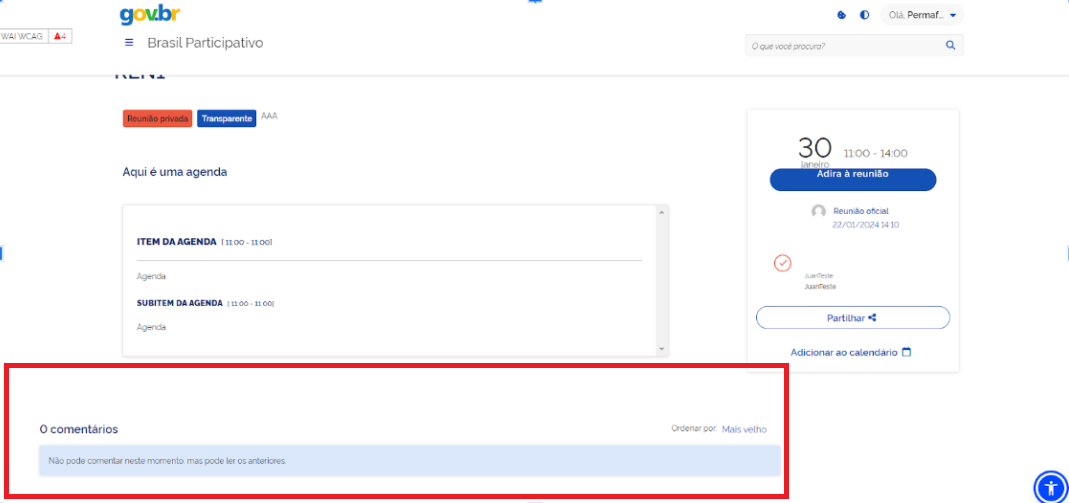 gov.br
Olá, Permaf...
WAI WCAG 4
Brasil Participativo
O que você procura?
Reunião privada Transparente AAA
30 janeiro 11:00 - 14:00
Adira à reunião
Aqui é uma agenda
Reunião oficial
22/01/2024 14:10
ITEM DA AGENDA [ 11:00 - 11:00]
Agenda
JuanTeste
JuanTeste
SUBITEM DA AGENDA [ 11:00 - 11:00]
Agenda
Partilhar
Adicionar ao calendário
0 comentários
Ordenar por: Mais velho
Não pode comentar neste momento, mas pode ler os anteriores.